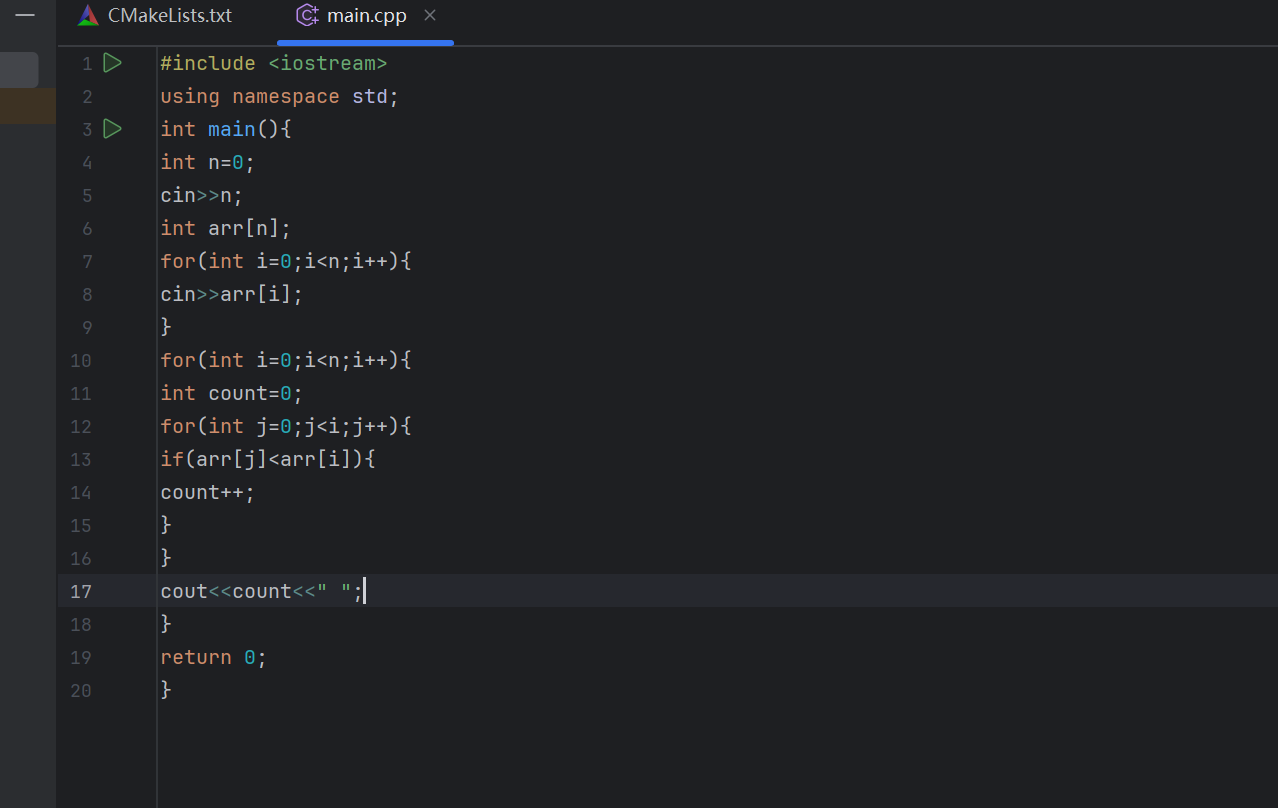 CMakeLists.txt main.cpp
1 #include <iostream>
2 using namespace std;
3 int main(){
4 int n=0;
5 cin>>n;
6 int arr[n];
7 for(int i=0;i<n;i++){
8 cin>>arr[i];
9 }
10 for(int i=0;i<n;i++){
11 int count=0;
12 for(int j=0;j<i;j++){
13 if(arr[j]<arr[i]){
14 count++;
15 }
16 }
17 cout<<count<<" ";
18 }
19 return 0;
20 }